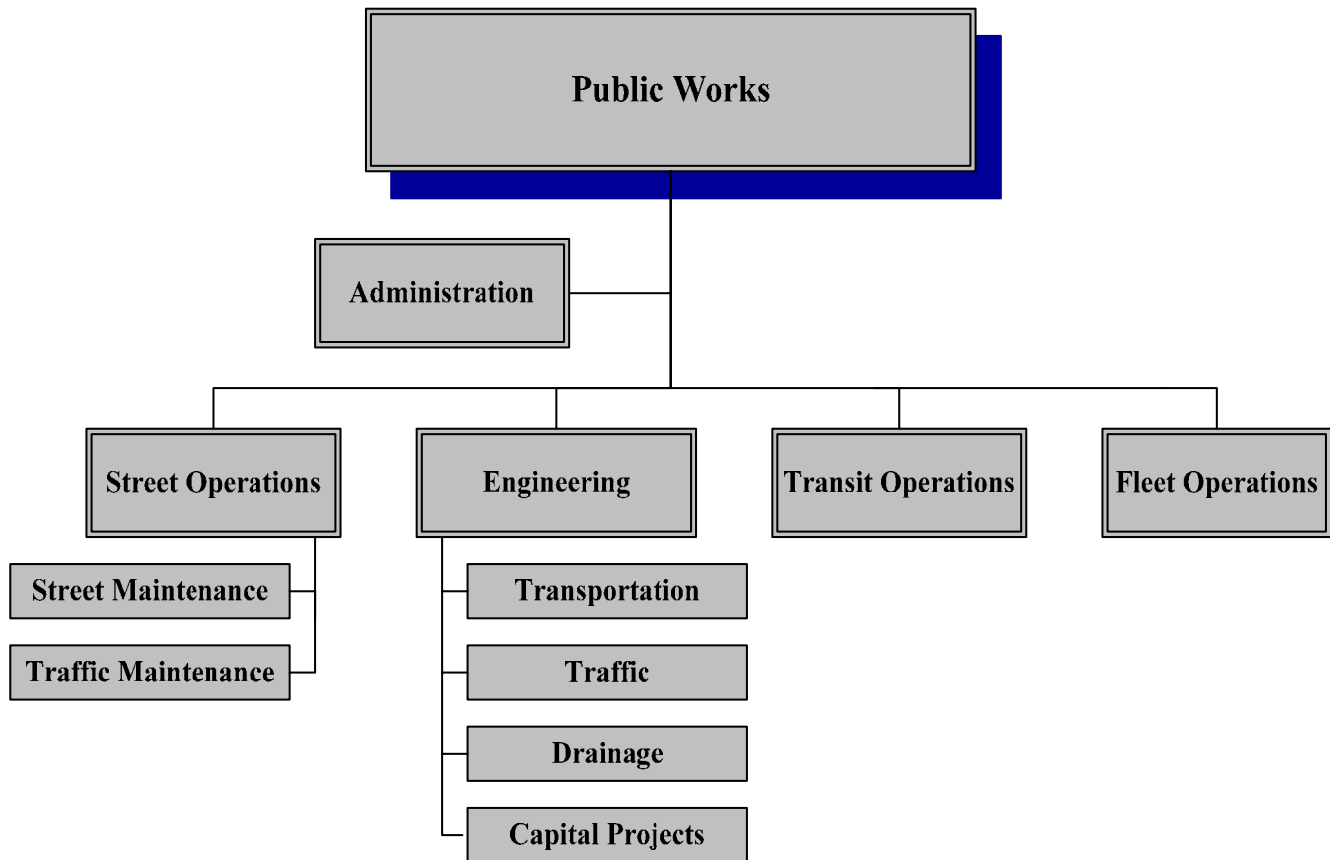 Public Works
Administration
Street Operations
Engineering
Transit Operations
Fleet Operations
Street Maintenance
Transportation
Traffic Maintenance
Traffic
Drainage
Capital Projects